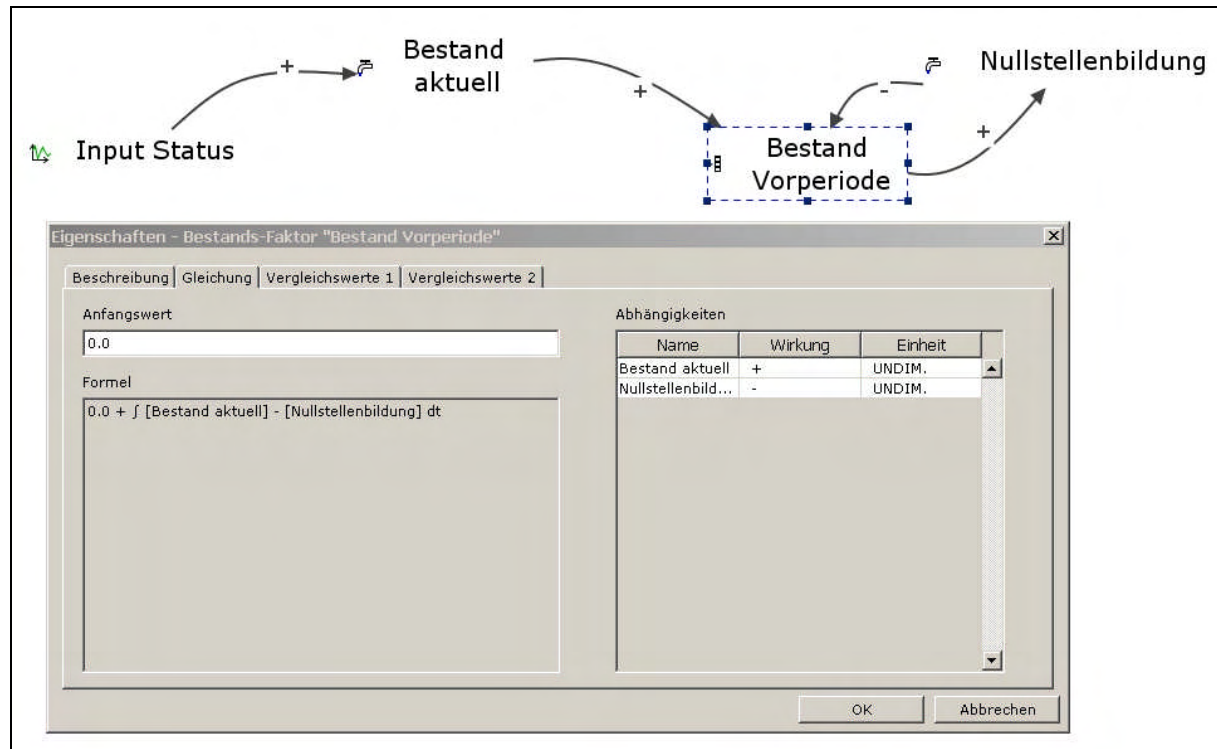 Bestand
aktuell
Nullstellenbildung
+
+
-
+
Input Status
Bestand
Vorperiode
Eigenschaften - Bestands-Faktor "Bestand Vorperiode"
Beschreibung Gleichung Vergleichswerte 1 Vergleichswerte 2
Anfangswert
0.0
Formel
0.0 + ∫ [Bestand aktuell] - [Nullstellenbildung] dt
Abhängigkeiten
Name Wirkung Einheit
Bestand aktuell + UNDIM.
Nullstellenbild... - UNDIM.
OK Abbrechen